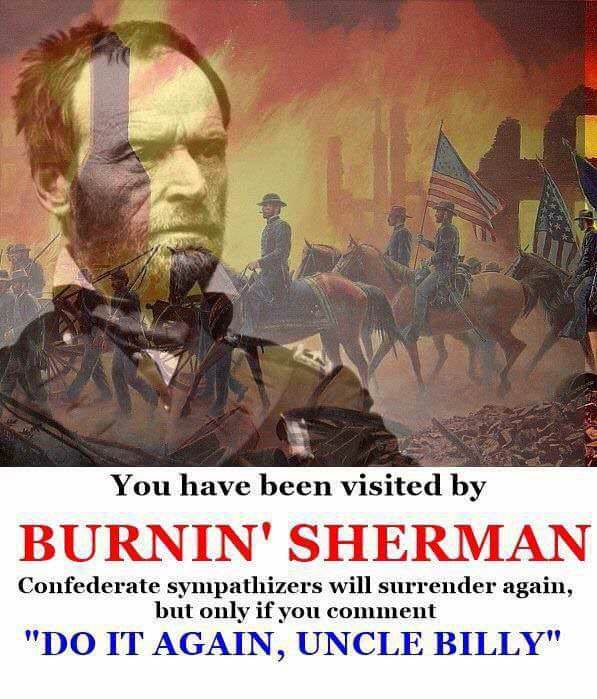 You have been visited by
BURNIN' SHERMAN
Confederate sympathizers will surrender again,
but only if you comment
"DO IT AGAIN, UNCLE BILLY"